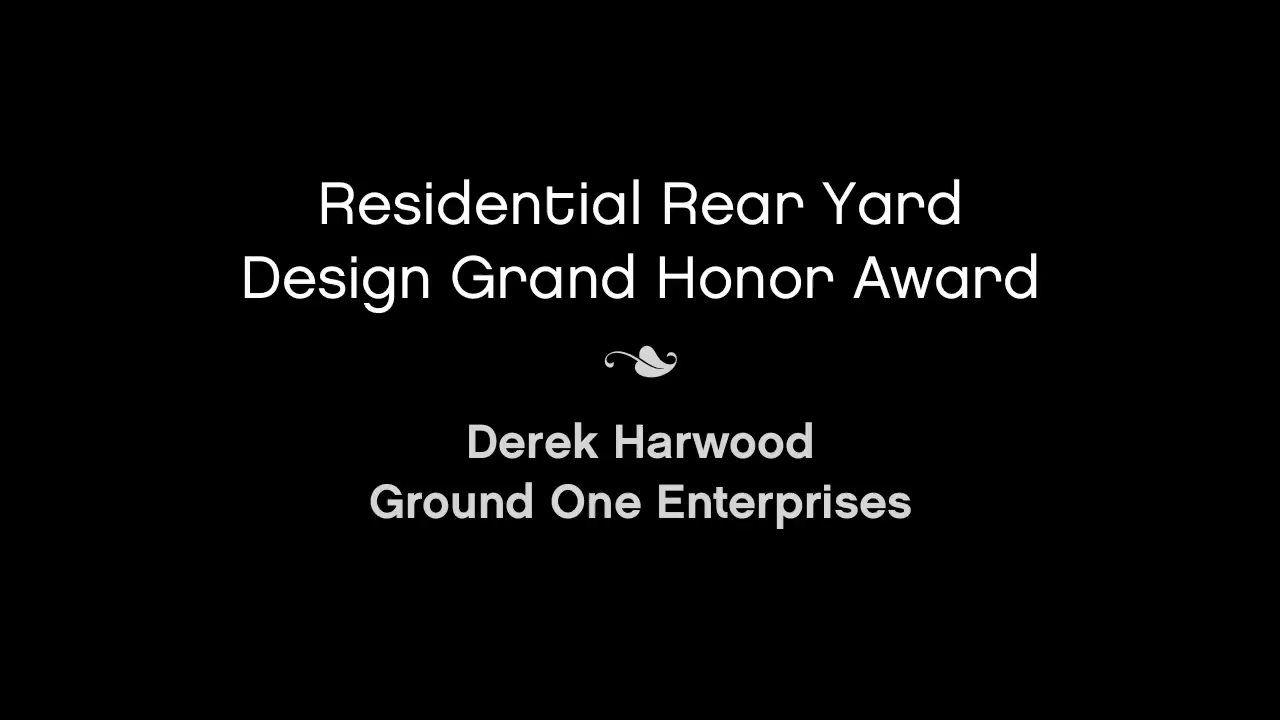 Residential Rear Yard
Design Grand Honor Award
Derek Harwood
Ground One Enterprises